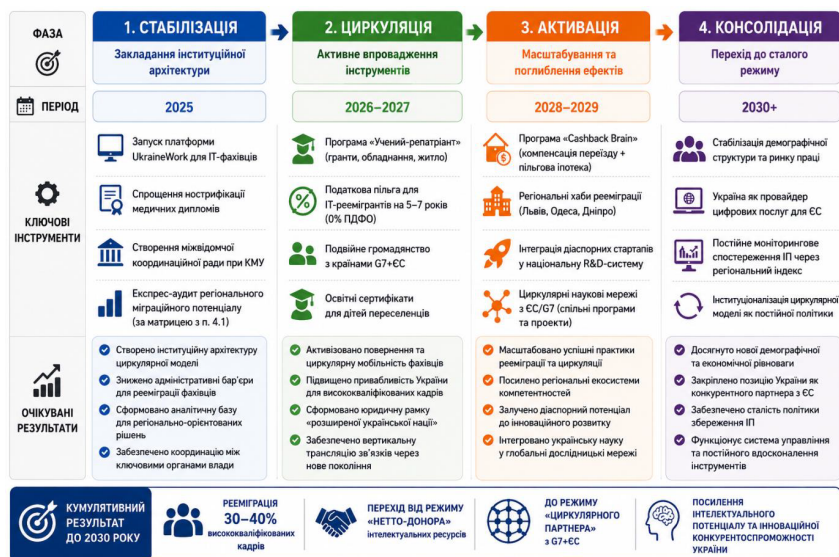 ФАЗА
1. СТАБІЛІЗАЦІЯ
Закладання інституційної
архітектури
2. ЦИРКУЛЯЦІЯ
Активне впровадження
інструментів
3. АКТИВАЦІЯ
Масштабування та
поглиблення ефектів
4. КОНСОЛІДАЦІЯ
Перехід до сталого
режиму
ПЕРІОД
2025
2026–2027
2028–2029
2030+
КЛЮЧОВІ
ІНСТРУМЕНТИ
Запуск платформи
UkraineWork для ІТ-фахівців
Спрощення нострифікації
медичних дипломів
Створення міжвідомчої
координаційної ради при КМУ
Експрес-аудит регіонального
міграційного потенціалу
(за матрицею з п. 4.1)
Програма «Учений-репатріант»
(гранти, обладнання, житло)
Податкова пільга для
ІТ-реемігрантів на 5–7 років
(0% ПДФО)
Подвійне громадянство
з країнами G7+ЄС
Освітні сертифікати
для дітей переселенців
Програма «Cashback Brain»
(компенсація переїзду +
пільгова іпотека)
Регіональні хаби рееміграції
(Львів, Одеса, Дніпро)
Інтеграція діаспорних стартапів
у національну R&D-систему
Циркулярні наукові мережі
з ЄС/G7 (спільні програми
та проекти)
Стабілізація демографічної
структури та ринку праці
Україна як провайдер
цифрових послуг для ЄС
Постійне моніторингове
спостереження ІП через
регіональний індекс
Інституціоналізація циркулярної
моделі як постійної політики
ОЧІКУВАНІ
РЕЗУЛЬТАТИ
Створено інституційну архітектуру
циркулярної моделі
Знижено адміністративні бар'єри
для рееміграції фахівців
Сформовано аналітичну базу
для регіонально-орієнтованих
рішень
Забезпечено координацію між
ключовими органами влади
Активізовано повернення та
циркулярну мобільність фахівців
Підвищено привабливість України
для висококваліфікованих кадрів
Сформовано юридичну рамку
«розширеної української нації»
Забезпечено вертикальну
трансляцію зв'язків через
нове покоління
Масштабовано успішні практики
рееміграції та циркуляції
Посилено регіональні екосистеми
компетентностей
Залучено діаспорний потенціал
до інноваційного розвитку
Інтегровано українську науку
у глобальні дослідницькі мережі
Досягнуто нової демографічної
та економічної рівноваги
Закріплено позицію України як
конкурентного партнера з ЄС
Забезпечено сталість політики
збереження ІП
Функціонує система управління
та постійного вдосконалення
інструментів
КУМУЛЯТИВНИЙ
РЕЗУЛЬТАТ
ДО 2030 РОКУ
РЕЕМІГРАЦІЯ
30–40%
висококваліфікованих
кадрів
ПЕРЕХІД ВІД РЕЖИМУ
«НЕТТО-ДОНОРА»
інтелектуальних ресурсів
ДО РЕЖИМУ
«ЦИРКУЛЯРНОГО
ПАРТНЕРА»
з G7+ЄС
ПОСИЛЕННЯ
ІНТЕЛЕКТУАЛЬНОГО
ПОТЕНЦІАЛУ ТА ІННОВАЦІЙНОЇ
КОНКУРЕНТОСПРОМОЖНОСТІ
УКРАЇНИ